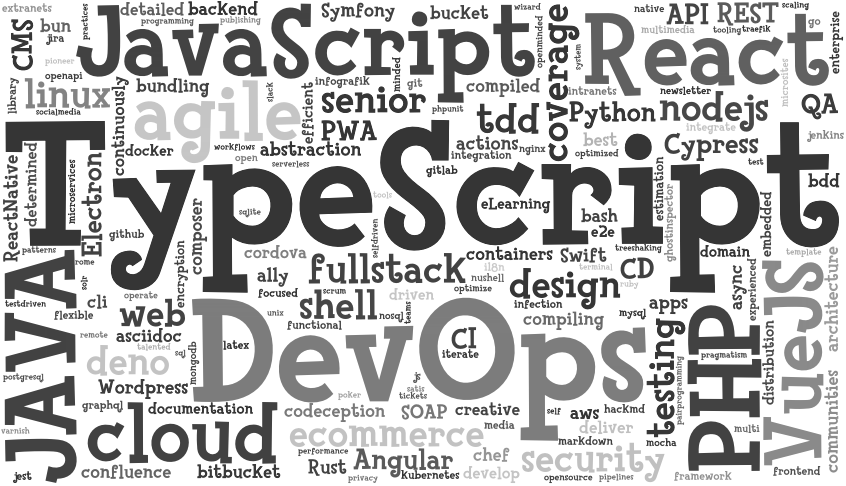 extranets
practices
detailed
backend
programming
publishing
Symfony
bucket
wizard
native
API
REST
scaling
CMS
bun
jira
JavaScript
openminded
coverage
React
multimedia
tooling
traefik
go
enterprise
pioneer
openapi
library
linux
socialmedia
continuously
bundling
slack
infografik
minded
git
compiled
system
intranets
newsletter
microsites
agile
efficient
senior
phpunit
tdd
Python
nodejs
QA
PWA
docker
workflows
open
abstraction
serverless
actions
nginx
integration
gitlab
best
optimized
integrate
Cypress
jenkins
test
ReactNative
determined
microservices
Electron
TypeScript
tools
sqlite
eLearning
bash
e2e
estimation
ghostinspector
embedded
bdd
patterns
github
composer
selfdriven
treeshaking
domain
rome
solr
encryption
cordova
containers
Swift
template
JAVA
ally
fullstack
i18n
nushell
terminal
CD
ruby
async
experienced
VueJS
architecture
testdriven
cli
operate
focused
scrum
driven
optimize
design
flexible
web
unix
shell
nosql
teams
infection
mysql
apps
remote
asciidoc
functional
compiling
talented
sql
mongodb
DevOps
latex
CI
iterate
testing
pairprogramming
PHP
pragmatism
distribution
deno
postgresql
Wordpress
js
satis
tickets
poker
graphql
documentation
codeception
SOAP
creative
self
aws
hackmd
communities
varnish
cloud
ecommerce
media
deliver
markdown
mocha
multi
jest
confluence
bitbucket
performance
Rust
privacy
Angular
Kubernetes
chef
develop
security
opensource
pipelines
framework
frontend